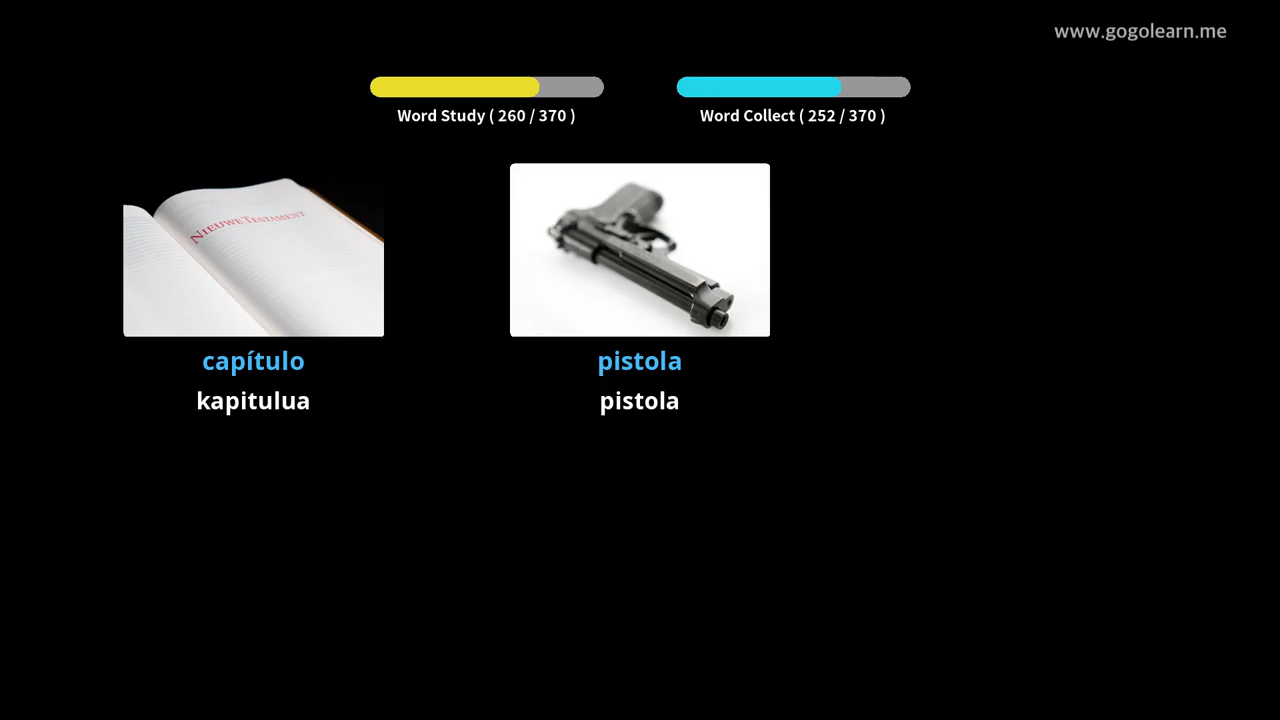 www.gogolearn.me
Word Study ( 260 / 370 )
Word Collect ( 252 / 370 )
NIEUWE TESTAMENT
capítulo
pistola
kapitulua
pistola